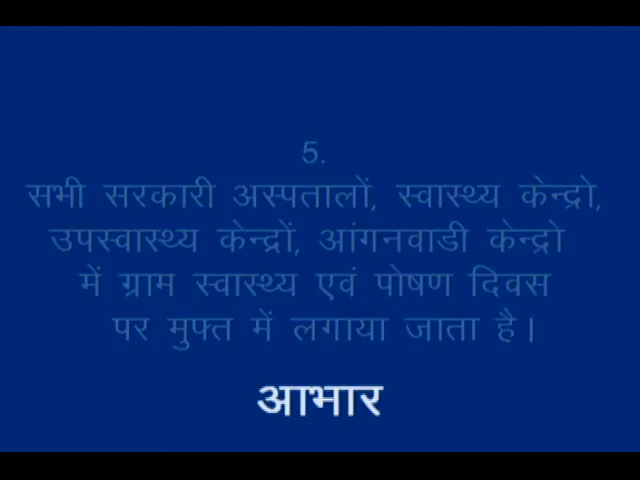 5.
सभी सरकारी अस्पतालों, स्वास्थ्य केन्द्रो,
उपस्वास्थ्य केन्द्रों, आंगनवाडी केन्द्रो
में ग्राम स्वास्थ्य एवं पोषण दिवस
पर मुफ्त में लगाया जाता है।
आभार